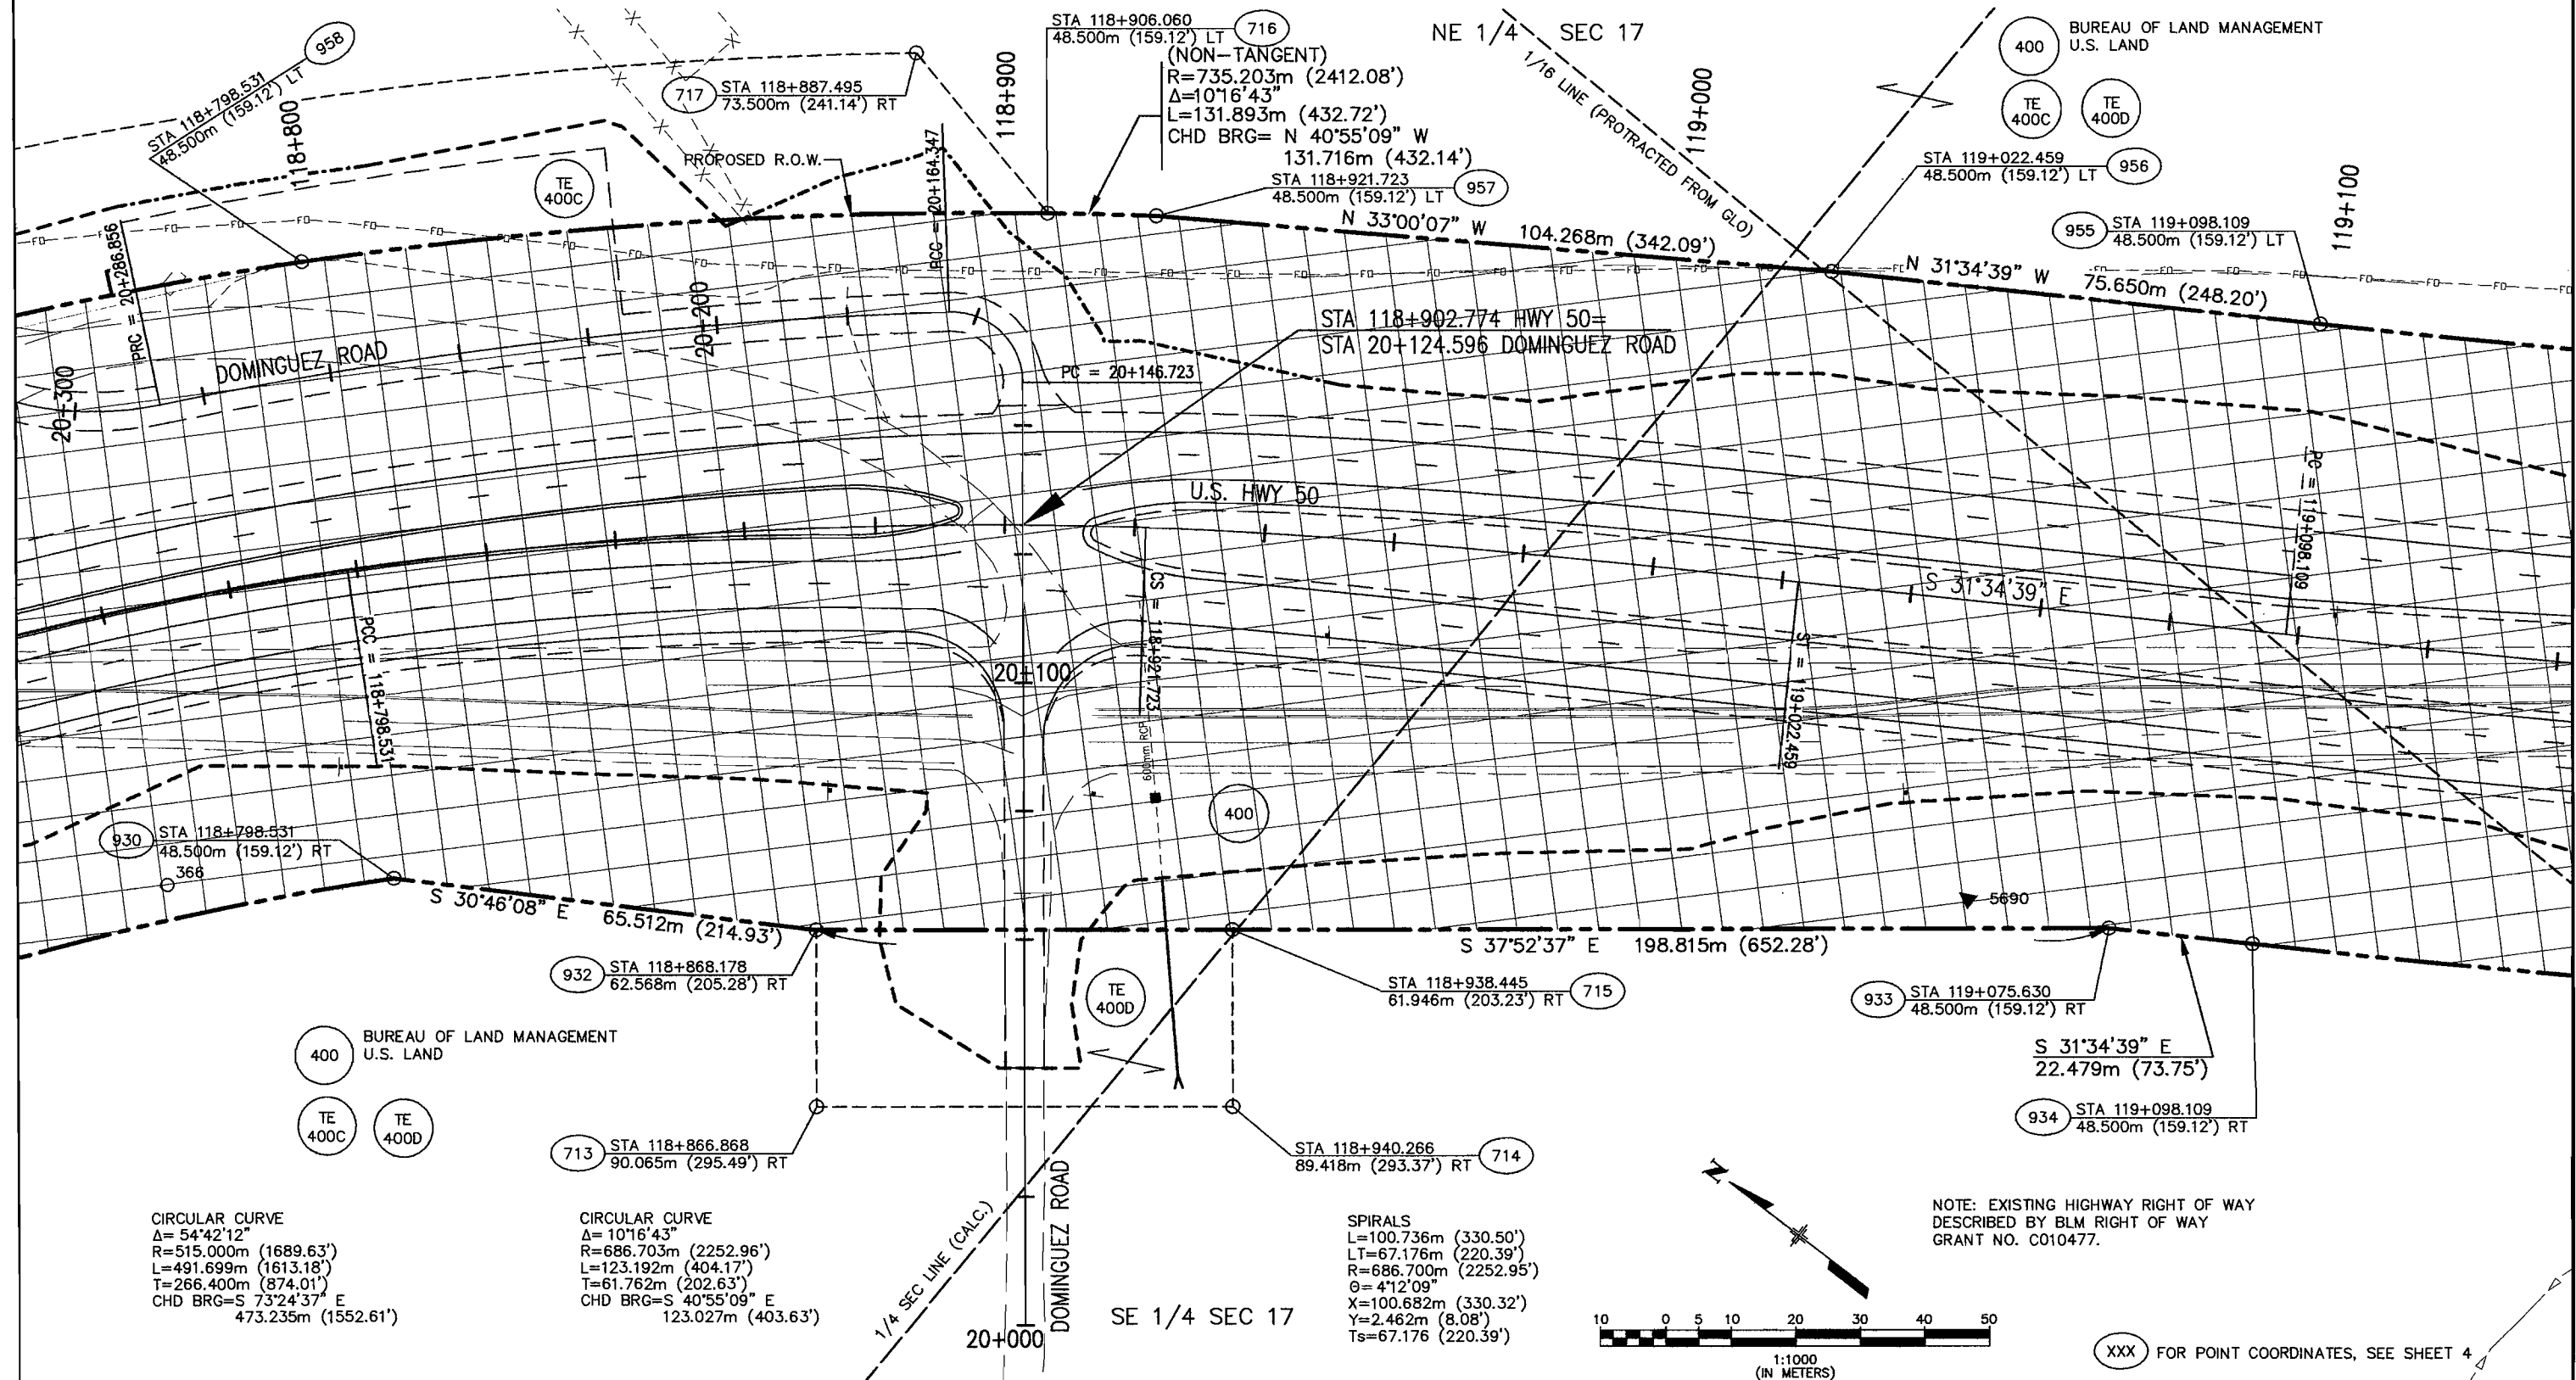 STA 118+798.531
48.500m (159.12') LT
958
118+800
717
STA 118+887.495
73.500m (241.14') RT
118+900
STA 118+906.060
48.500m (159.12') LT
716
(NON-TANGENT)
R=735.203m (2412.08')
Δ=10°16'43"
L=131.893m (432.72')
CHD BRG= N 40°55'09" W
131.716m (432.14')
STA 118+921.723
48.500m (159.12') LT
957
NE 1/4 SEC 17
1/16 LINE (PROTRACTED FROM GLO)
119+000
400
BUREAU OF LAND MANAGEMENT
U.S. LAND
TE
400C
TE
400D
STA 119+022.459
48.500m (159.12') LT
956
955
STA 119+098.109
48.500m (159.12') LT
119+100
TE
400C
PROPOSED R.O.W.
PCC = 20+164.347
N 33°00'07" W 104.268m (342.09')
N 31°34'39" W
75.650m (248.20')
PRC = 20+286.856
20+300
DOMINGUEZ ROAD
20+200
PC = 20+146.723
STA 118+902.774 HWY 50=
STA 20+124.596 DOMINGUEZ ROAD
U.S. HWY 50
PC = 119+098.109
S 31°34'39" E
PCC = 118+798.531
20+100
CS = 118+921.723
600mm RCP
ST = 119+022.459
400
930
STA 118+798.531
48.500m (159.12') RT
366
S 30°46'08" E 65.512m (214.93')
5690
S 37°52'37" E 198.815m (652.28')
932
STA 118+868.178
62.568m (205.28') RT
TE
400D
STA 118+938.445
61.946m (203.23') RT
715
933
STA 119+075.630
48.500m (159.12') RT
S 31°34'39" E
22.479m (73.75')
934
STA 119+098.109
48.500m (159.12') RT
400
BUREAU OF LAND MANAGEMENT
U.S. LAND
TE
400C
TE
400D
713
STA 118+866.868
90.065m (295.49') RT
STA 118+940.266
89.418m (293.37') RT
714
CIRCULAR CURVE
Δ= 54°42'12"
R=515.000m (1689.63')
L=491.699m (1613.18')
T=266.400m (874.01')
CHD BRG=S 73°24'37" E
473.235m (1552.61')
CIRCULAR CURVE
Δ= 10°16'43"
R=686.703m (2252.96')
L=123.192m (404.17')
T=61.762m (202.63')
CHD BRG=S 40°55'09" E
123.027m (403.63')
1/4 SEC LINE (CALC.)
20+000
DOMINGUEZ ROAD
SE 1/4 SEC 17
SPIRALS
L=100.736m (330.50')
LT=67.176m (220.39')
R=686.700m (2252.95')
Θ= 4°12'09"
X=100.682m (330.32')
Y=2.462m (8.08')
Ts=67.176 (220.39')
N
10 0 5 10 20 30 40 50
1:1000
(IN METERS)
NOTE: EXISTING HIGHWAY RIGHT OF WAY
DESCRIBED BY BLM RIGHT OF WAY
GRANT NO. C010477.
XXX FOR POINT COORDINATES, SEE SHEET 4